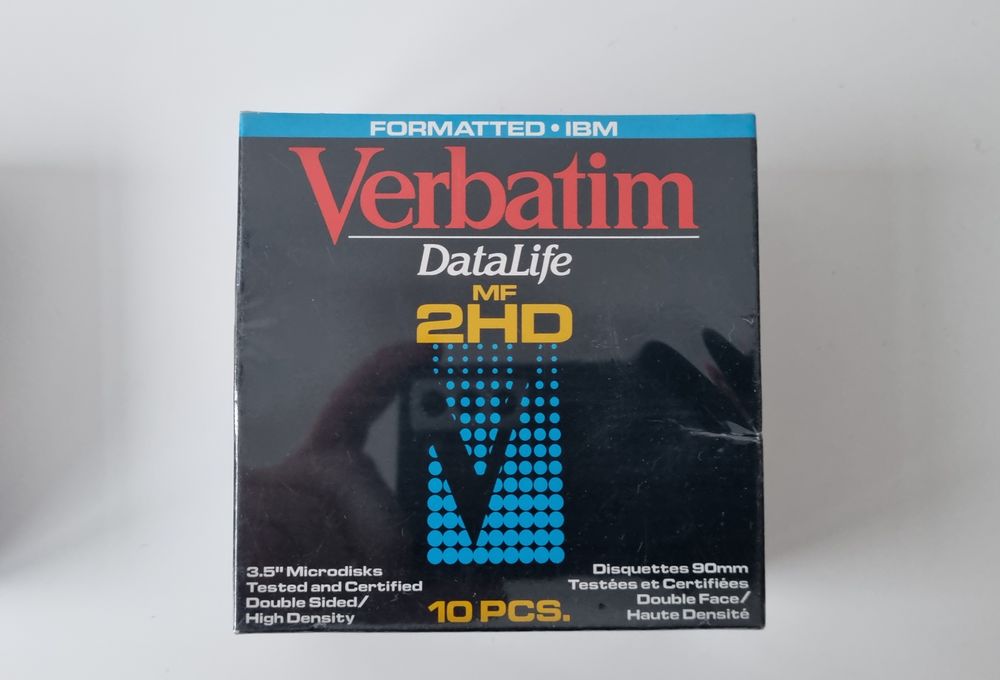 FORMATTED • IBM
Verbatim
DataLife
MF
2HD
3.5" Microdisks
Tested and Certified
Double Sided/
High Density
10 PCS.
Disquettes 90mm
Testées et Certifiées
Double Face/
Haute Densité